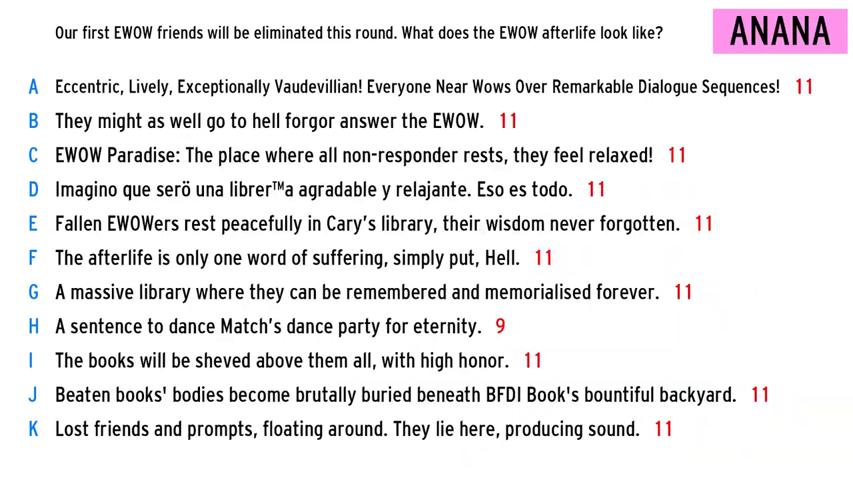 Our first EWOW friends will be eliminated this round. What does the EWOW afterlife look like?
ANANA
A Eccentric, Lively, Exceptionally Vaudevillian! Everyone Near Wows Over Remarkable Dialogue Sequences! 11
B They might as well go to hell forgor answer the EWOW. 11
C EWOW Paradise: The place where all non-responder rests, they feel relaxed! 11
D Imagino que serö una librer™a agradable y relajante. Eso es todo. 11
E Fallen EWOWers rest peacefully in Cary's library, their wisdom never forgotten. 11
F The afterlife is only one word of suffering, simply put, Hell. 11
G A massive library where they can be remembered and memorialised forever. 11
H A sentence to dance Match's dance party for eternity. 9
I The books will be sheved above them all, with high honor. 11
J Beaten books' bodies become brutally buried beneath BFDI Book's bountiful backyard. 11
K Lost friends and prompts, floating around. They lie here, producing sound. 11